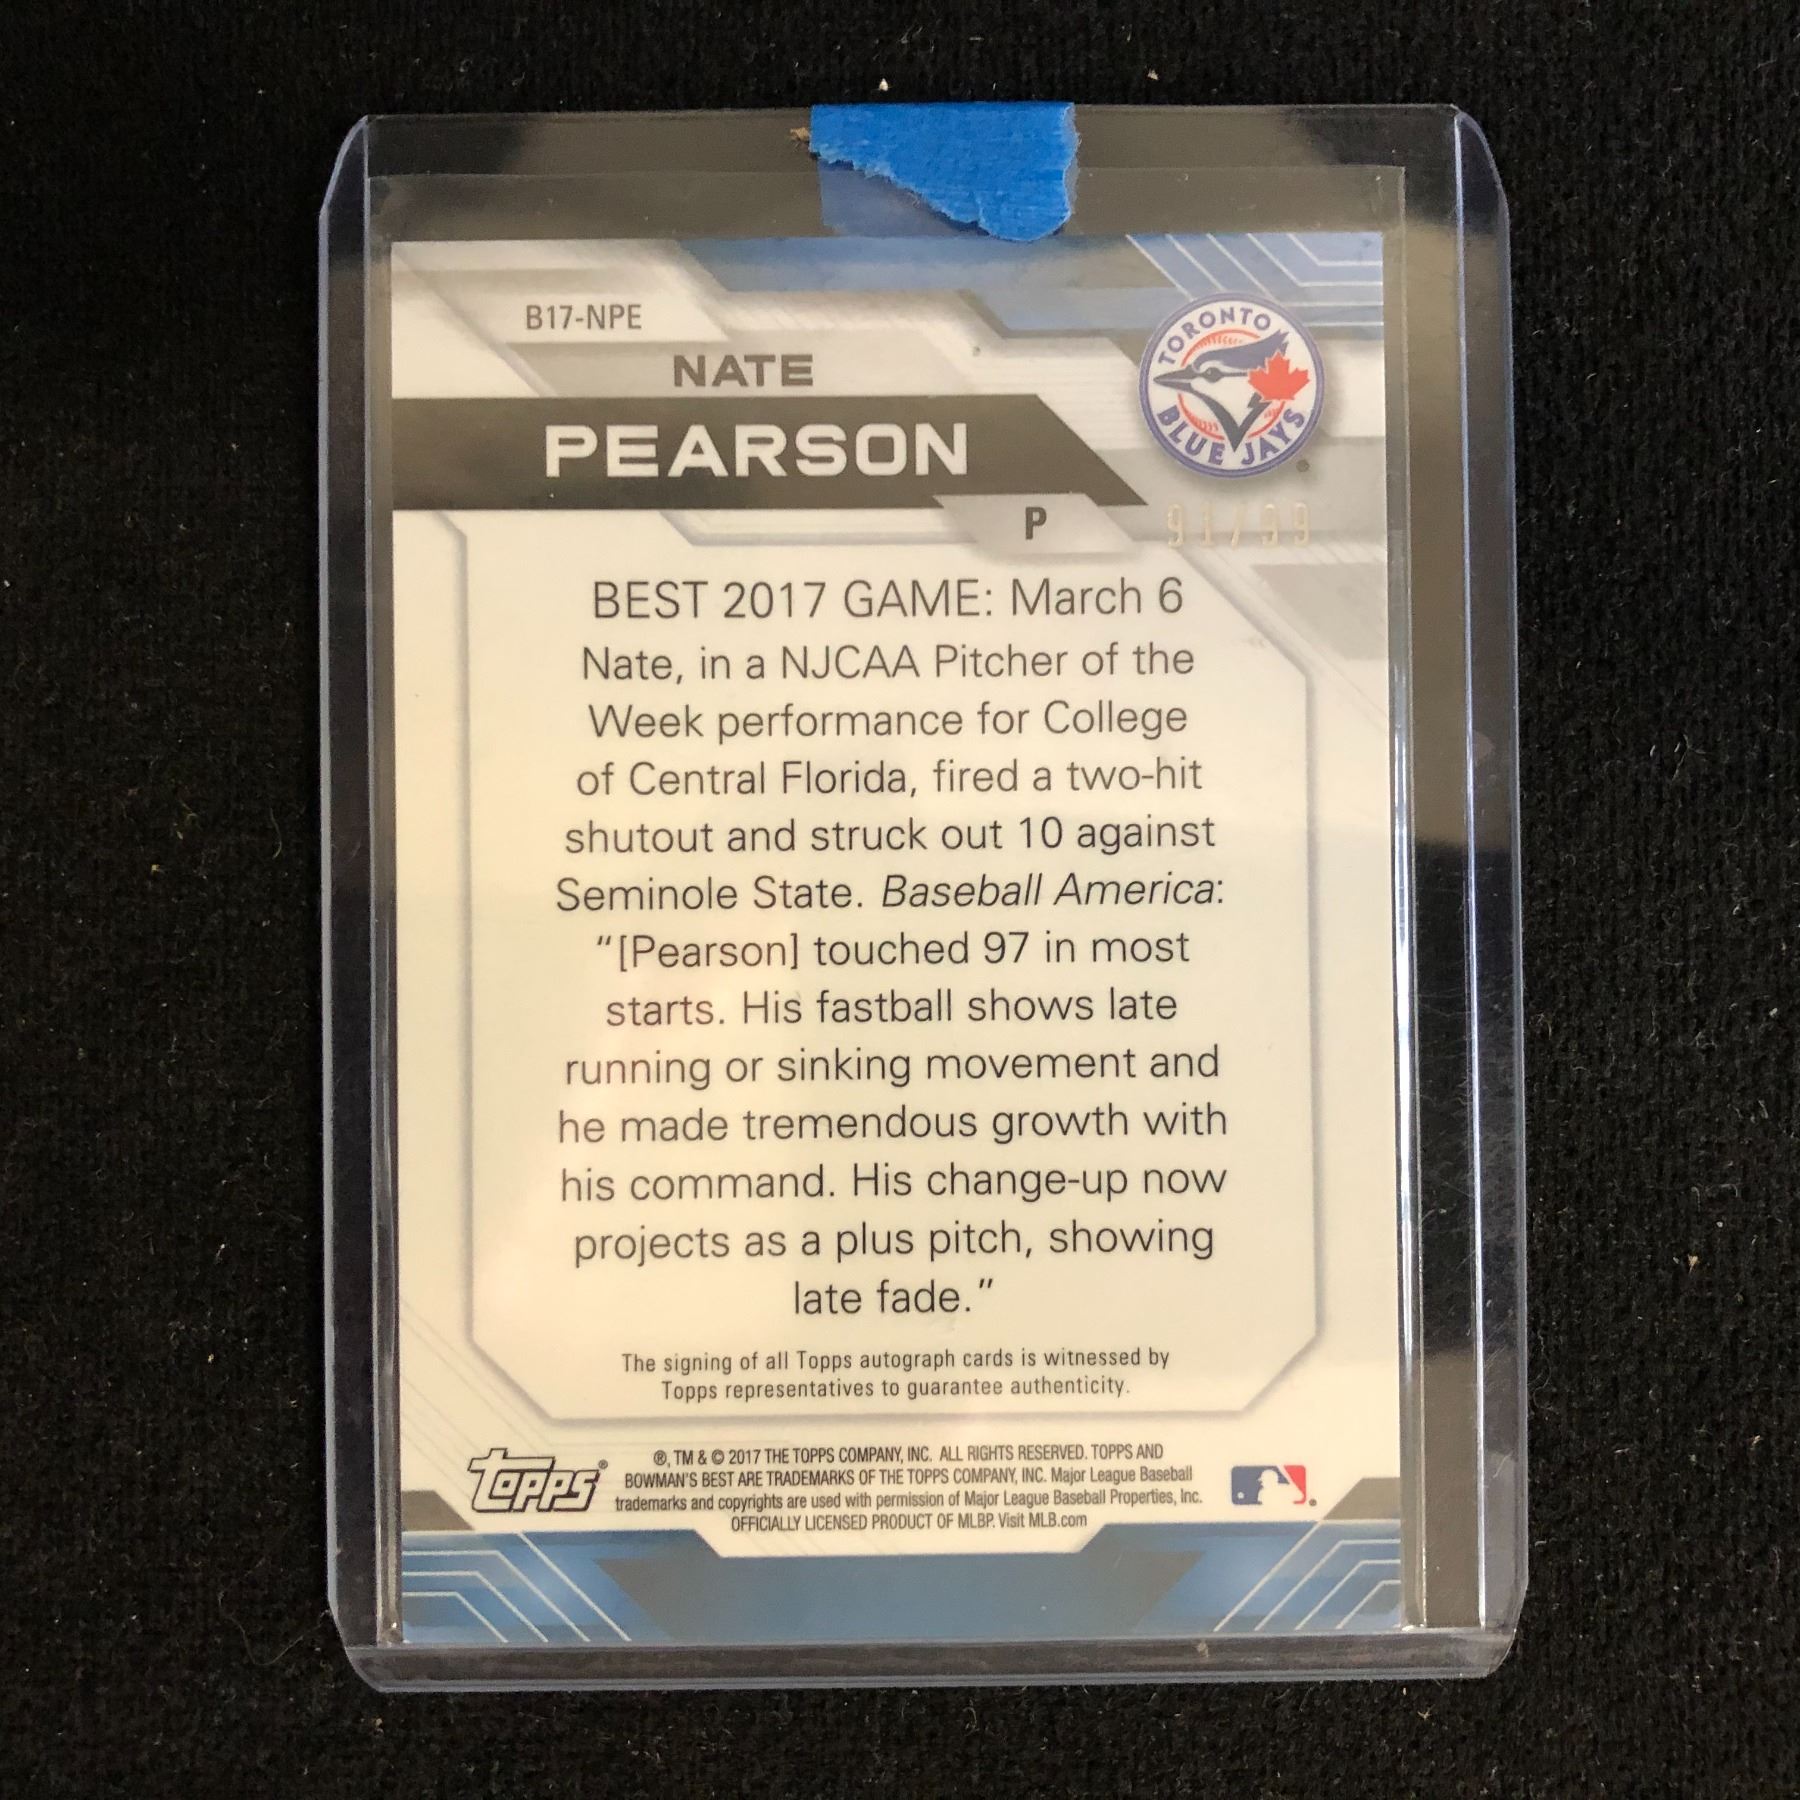 B17-NPE
NATE
PEARSON
TORONTO
BLUE JAYS
P
91/99
BEST 2017 GAME: March 6
Nate, in a NJCAA Pitcher of the
Week performance for College
of Central Florida, fired a two-hit
shutout and struck out 10 against
Seminole State. Baseball America:
“[Pearson] touched 97 in most
starts. His fastball shows late
running or sinking movement and
he made tremendous growth with
his command. His change-up now
projects as a plus pitch, showing
late fade.”
The signing of all Topps autograph cards is witnessed by
Topps representatives to guarantee authenticity.
topps®
®, TM & © 2017 THE TOPPS COMPANY, INC. ALL RIGHTS RESERVED. TOPPS AND
BOWMAN'S BEST ARE TRADEMARKS OF THE TOPPS COMPANY, INC. Major League Baseball
trademarks and copyrights are used with permission of Major League Baseball Properties, Inc.
OFFICIALLY LICENSED PRODUCT OF MLBP. Visit MLB.com